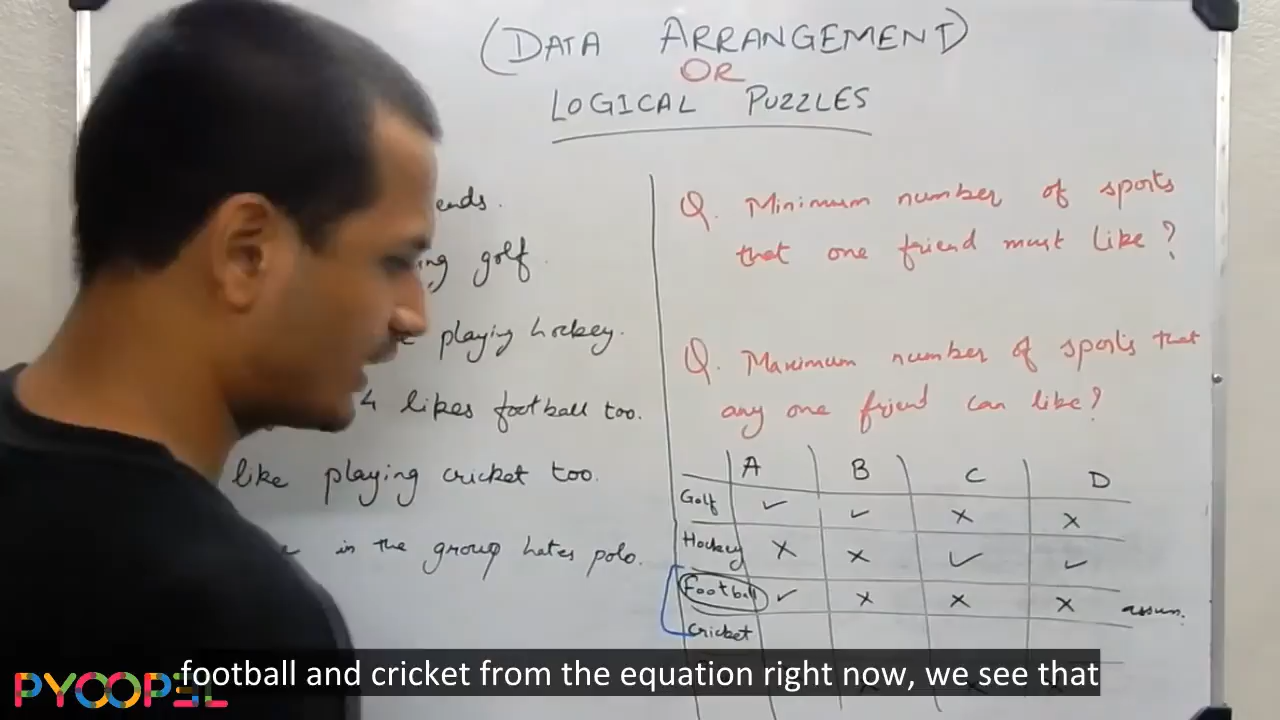 (DATA ARRANGEMENT)
OR
LOGICAL PUZZLES
golf.
playing hockey.
4 likes football too.
like playing cricket too.
in the group hates polo.
Q. Minimum number of sports
that one friend must like?
Q. Maximum number of sports that
any one friend can like?
A B C D
Golf ✓ ✓ × ×
Hockey × × ✓ ✓
Football ✓ × × × assum.
Cricket
football and cricket from the equation right now, we see that
PYOOPEL